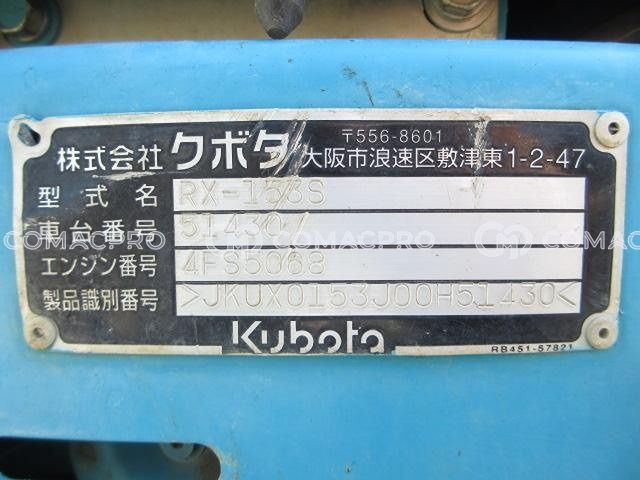 〒556-8601
株式会社 クボタ 大阪市浪速区敷津東1-2-47
型式名 RX-153S
車台番号 51430
エンジン番号 4FS5068
製品識別番号 >JKUX0153J00H51430<
Kubota
RB451-57821
COMACPRO COMACPRO COMACPRO